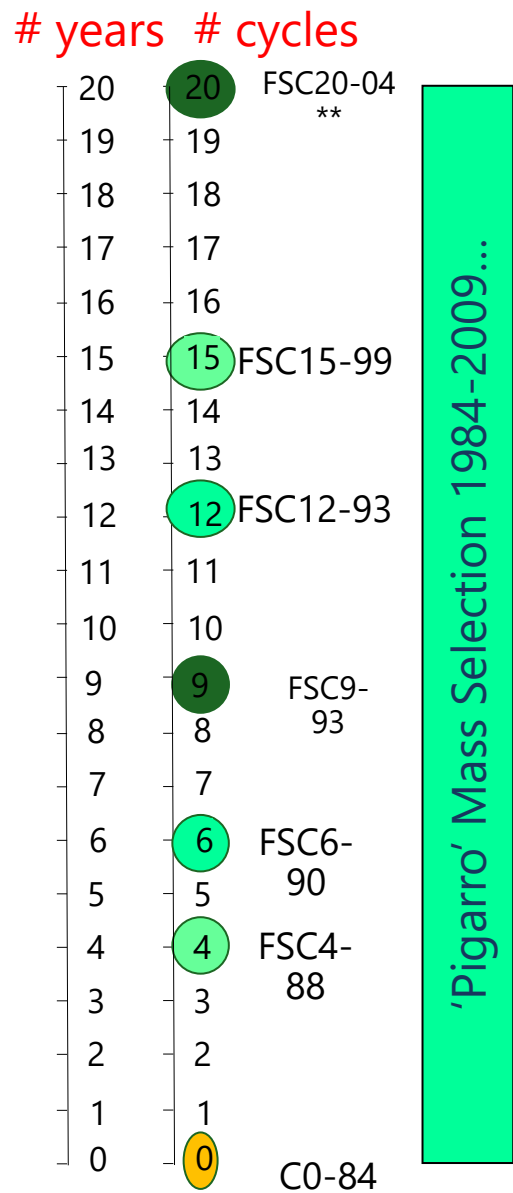 # years # cycles
20 20 FSC20-04
**
19 19
18 18
17 17
16 16
15 15 FSC15-99
14 14
13 13
12 12 FSC12-93
11 11
10 10
9 9 FSC9-
93
8 8
7 7
6 6 FSC6-
90
5 5
4 4 FSC4-
88
3 3
2 2
1 1
0 0 C0-84
‘Pigarro’ Mass Selection 1984-2009...